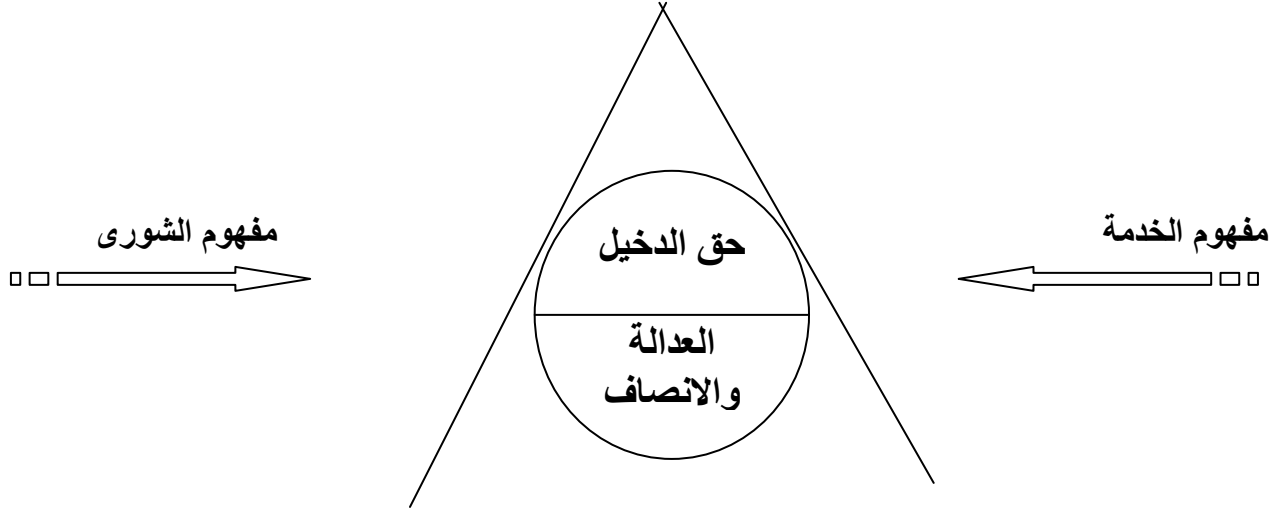 مفهوم الخدمة
حق الدخيل
العدالة
والانصاف
مفهوم الشورى